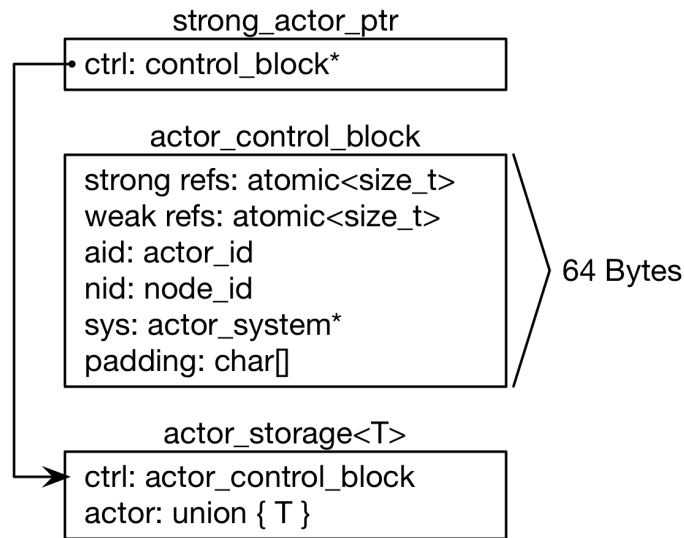 strong_actor_ptr
ctrl: control_block*
actor_control_block
strong refs: atomic<size_t>
weak refs: atomic<size_t>
aid: actor_id
nid: node_id
sys: actor_system*
padding: char[]
64 Bytes
actor_storage<T>
ctrl: actor_control_block
actor: union { T }